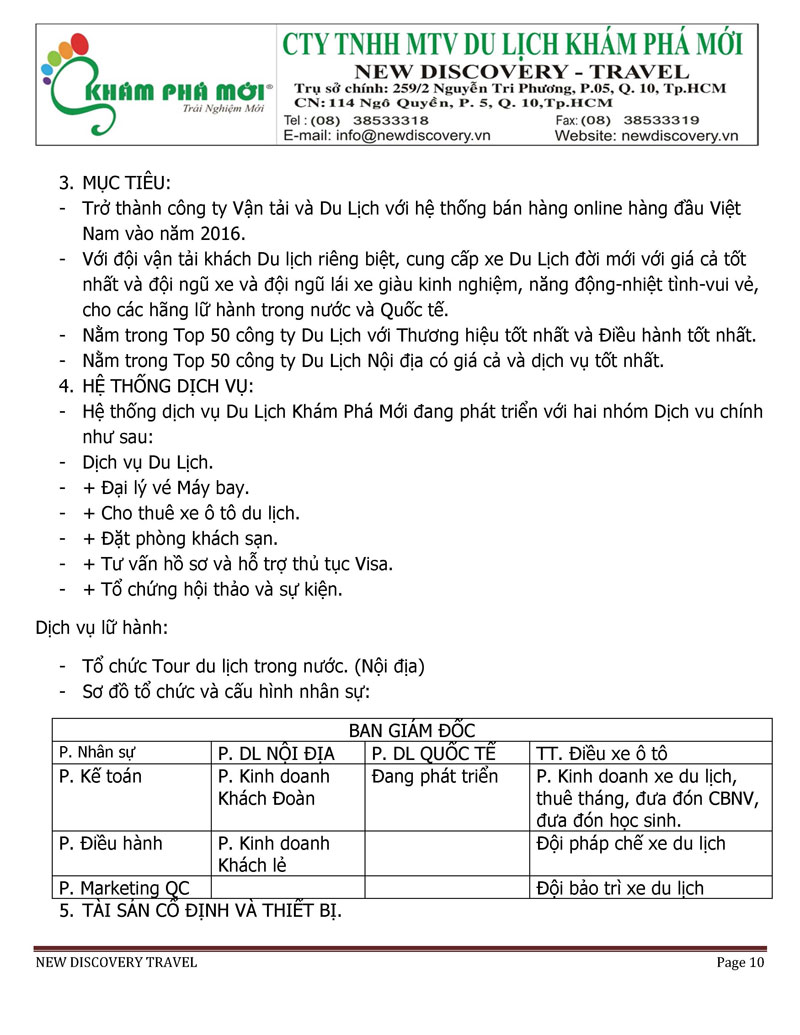 KHÁM PHÁ MỚI®
Trải Nghiệm Mới
CTY TNHH MTV DU LỊCH KHÁM PHÁ MỚI
NEW DISCOVERY - TRAVEL
Trụ sở chính: 259/2 Nguyễn Tri Phương, P.05, Q. 10, Tp.HCM
CN: 114 Ngô Quyền, P. 5, Q. 10,Tp.HCM
Tel : (08) 38533318 Fax: (08) 38533319
E-mail: info@newdiscovery.vn Website: newdiscovery.vn
3. MỤC TIÊU:
- Trở thành công ty Vận tải và Du Lịch với hệ thống bán hàng online hàng đầu Việt
Nam vào năm 2016.
- Với đội vận tải khách Du lịch riêng biệt, cung cấp xe Du Lịch đời mới với giá cả tốt
nhất và đội ngũ xe và đội ngũ lái xe giàu kinh nghiệm, năng động-nhiệt tình-vui vẻ,
cho các hãng lữ hành trong nước và Quốc tế.
- Nằm trong Top 50 công ty Du Lịch với Thương hiệu tốt nhất và Điều hành tốt nhất.
- Nằm trong Top 50 công ty Du Lịch Nội địa có giá cả và dịch vụ tốt nhất.
4. HỆ THỐNG DỊCH VỤ:
- Hệ thống dịch vụ Du Lịch Khám Phá Mới đang phát triển với hai nhóm Dịch vu chính
như sau:
- Dịch vụ Du Lịch.
- + Đại lý vé Máy bay.
- + Cho thuê xe ô tô du lịch.
- + Đặt phòng khách sạn.
- + Tư vấn hồ sơ và hỗ trợ thủ tục Visa.
- + Tổ chứng hội thảo và sự kiện.
Dịch vụ lữ hành:
- Tổ chức Tour du lịch trong nước. (Nội địa)
- Sơ đồ tổ chức và cấu hình nhân sự:
BAN GIÁM ĐỐC
P. Nhân sự P. DL NỘI ĐỊA P. DL QUỐC TẾ TT. Điều xe ô tô
P. Kế toán P. Kinh doanh Đang phát triển P. Kinh doanh xe du lịch,
Khách Đoàn thuê tháng, đưa đón CBNV,
đưa đón học sinh.
P. Điều hành P. Kinh doanh Đội pháp chế xe du lịch
Khách lẻ
P. Marketing QC Đội bảo trì xe du lịch
5. TÀI SẢN CỐ ĐỊNH VÀ THIẾT BỊ.
NEW DISCOVERY TRAVEL Page 10